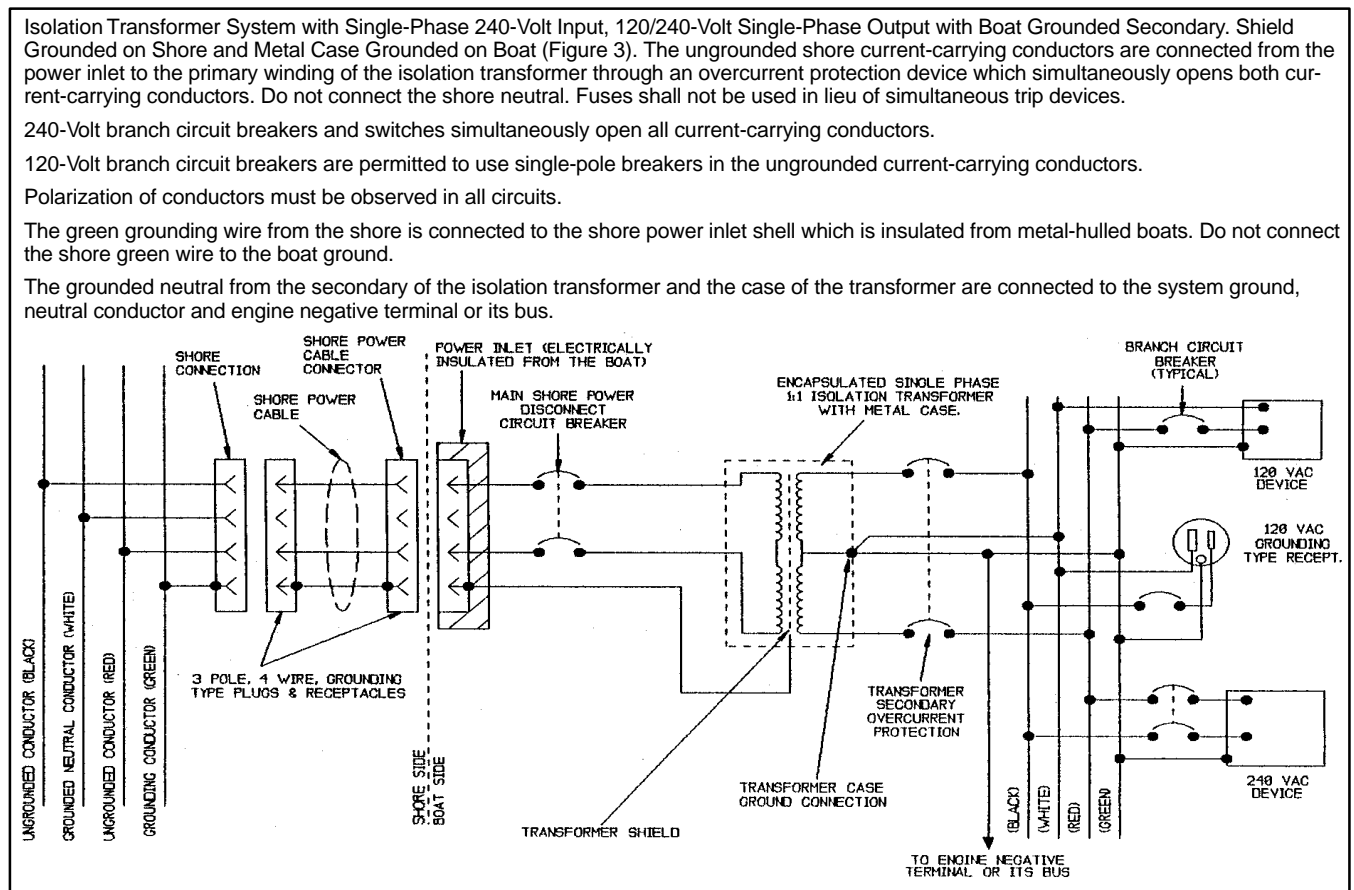 Isolation Transformer System with Single-Phase 240-Volt Input, 120/240-Volt Single-Phase Output with Boat Grounded Secondary. Shield
Grounded on Shore and Metal Case Grounded on Boat (Figure 3). The ungrounded shore current-carrying conductors are connected from the
power inlet to the primary winding of the isolation transformer through an overcurrent protection device which simultaneously opens both cur-
rent-carrying conductors. Do not connect the shore neutral. Fuses shall not be used in lieu of simultaneous trip devices.
240-Volt branch circuit breakers and switches simultaneously open all current-carrying conductors.
120-Volt branch circuit breakers are permitted to use single-pole breakers in the ungrounded current-carrying conductors.
Polarization of conductors must be observed in all circuits.
The green grounding wire from the shore is connected to the shore power inlet shell which is insulated from metal-hulled boats. Do not connect
the shore green wire to the boat ground.
The grounded neutral from the secondary of the isolation transformer and the case of the transformer are connected to the system ground,
neutral conductor and engine negative terminal or its bus.
SHORE
CONNECTION
SHORE POWER
CABLE
CONNECTOR
SHORE POWER
CABLE
POWER INLET (ELECTRICALLY
INSULATED FROM THE BOAT)
MAIN SHORE POWER
DISCONNECT
CIRCUIT BREAKER
ENCAPSULATED SINGLE PHASE
1:1 ISOLATION TRANSFORMER
WITH METAL CASE.
BRANCH CIRCUIT
BREAKER
(TYPICAL)
120 VAC
DEVICE
120 VAC
GROUNDING
TYPE RECEPT.
240 VAC
DEVICE
UNGROUNDED CONDUCTOR (BLACK)
GROUNDED NEUTRAL CONDUCTOR (WHITE)
UNGROUNDED CONDUCTOR (RED)
GROUNDING CONDUCTOR (GREEN)
3 POLE, 4 WIRE, GROUNDING
TYPE PLUGS & RECEPTACLES
SHORE SIDE
BOAT SIDE
TRANSFORMER SHIELD
TRANSFORMER CASE
GROUND CONNECTION
TRANSFORMER
SECONDARY
OVERCURRENT
PROTECTION
(BLACK)
(WHITE)
(RED)
(GREEN)
TO ENGINE NEGATIVE
TERMINAL OR ITS BUS